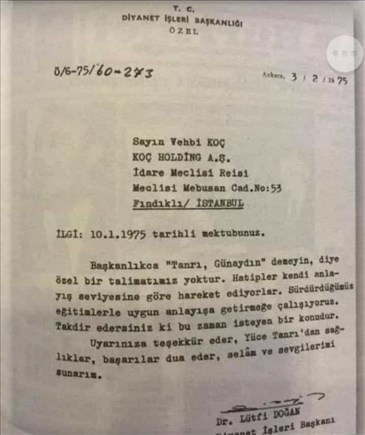 T. C.
DİYANET İŞLERİ BAŞKANLIĞI
ÖZEL
Ö/6-75/60-273
Ankara, 3 / 2 / 1975
Sayın Vehbi KOÇ
KOÇ HOLDİNG A.Ş.
İdare Meclisi Reisi
Meclisi Mebusan Cad.No:53
Fındıklı/ İSTANBUL
İLGİ: 10.1.1975 tarihli mektubunuz.
Başkanlıkca "Tanrı, Günaydın" demeyin, diye
özel bir talimatımız yoktur. Hatipler kendi anla-
yış seviyesine göre hareket ediyorlar. Sürdürdüğümüz
eğitimlerle uygun anlayışa getirmeğe çalışıyoruz.
Takdir edersiniz ki bu zaman isteyen bir konudur.
Uyarınıza teşekkür eder, Yüce Tanrı'dan sağ-
lıklar, başarılar dua eder, selâm ve sevgilerimi
sunarım.
Dr. Lütfi DOĞAN
Diyanet İşleri Başkanı